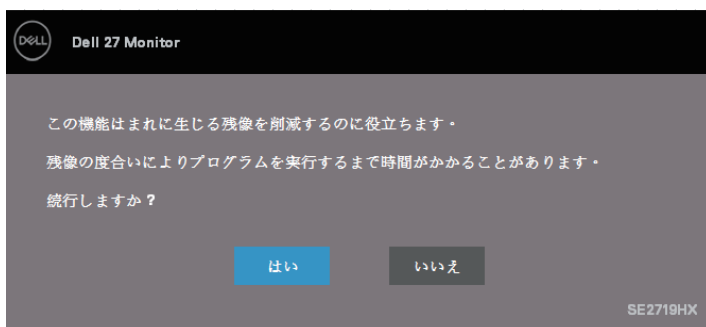 DELL
Dell 27 Monitor
この機能はまれに生じる残像を削減するのに役立ちます。
残像の度合いによりプログラムを実行するまで時間がかかることがあります。
続行しますか?
はい
いいえ
SE2719HX